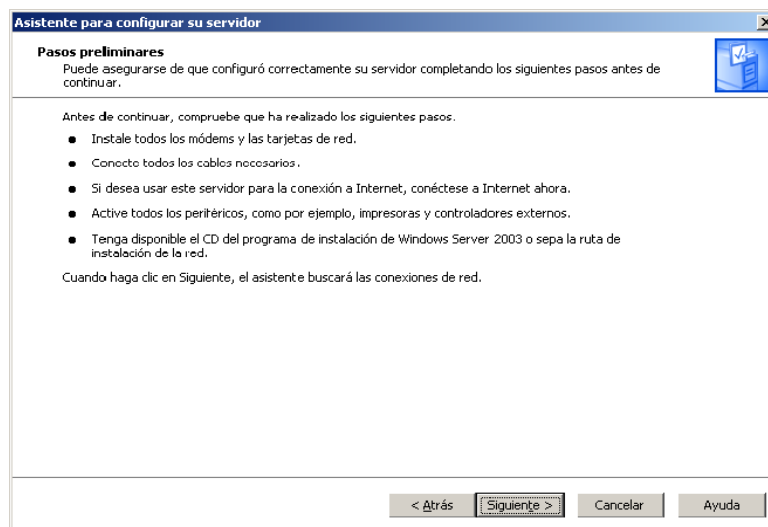 Asistente para configurar su servidor
Pasos preliminares
Puede asegurarse de que configuró correctamente su servidor completando los siguientes pasos antes de
continuar.
Antes de continuar, compruebe que ha realizado los siguientes pasos.
Instale todos los módems y las tarjetas de red.
Conecte todos los cables necesarios.
Si desea usar este servidor para la conexión a Internet, conéctese a Internet ahora.
Active todos los periféricos, como por ejemplo, impresoras y controladores externos.
Tenga disponible el CD del programa de instalación de Windows Server 2003 o sepa la ruta de
instalación de la red.
Cuando haga clic en Siguiente, el asistente buscará las conexiones de red.
< Atrás Siguiente > Cancelar Ayuda